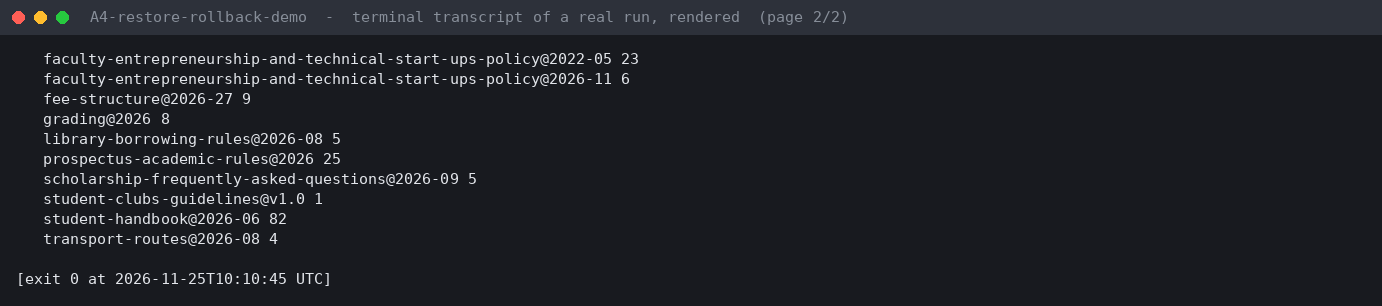 A4-restore-rollback-demo - terminal transcript of a real run, rendered (page 2/2)
faculty-entrepreneurship-and-technical-start-ups-policy@2022-05 23
faculty-entrepreneurship-and-technical-start-ups-policy@2026-11 6
fee-structure@2026-27 9
grading@2026 8
library-borrowing-rules@2026-08 5
prospectus-academic-rules@2026 25
scholarship-frequently-asked-questions@2026-09 5
student-clubs-guidelines@v1.0 1
student-handbook@2026-06 82
transport-routes@2026-08 4
[exit 0 at 2026-11-25T10:10:45 UTC]